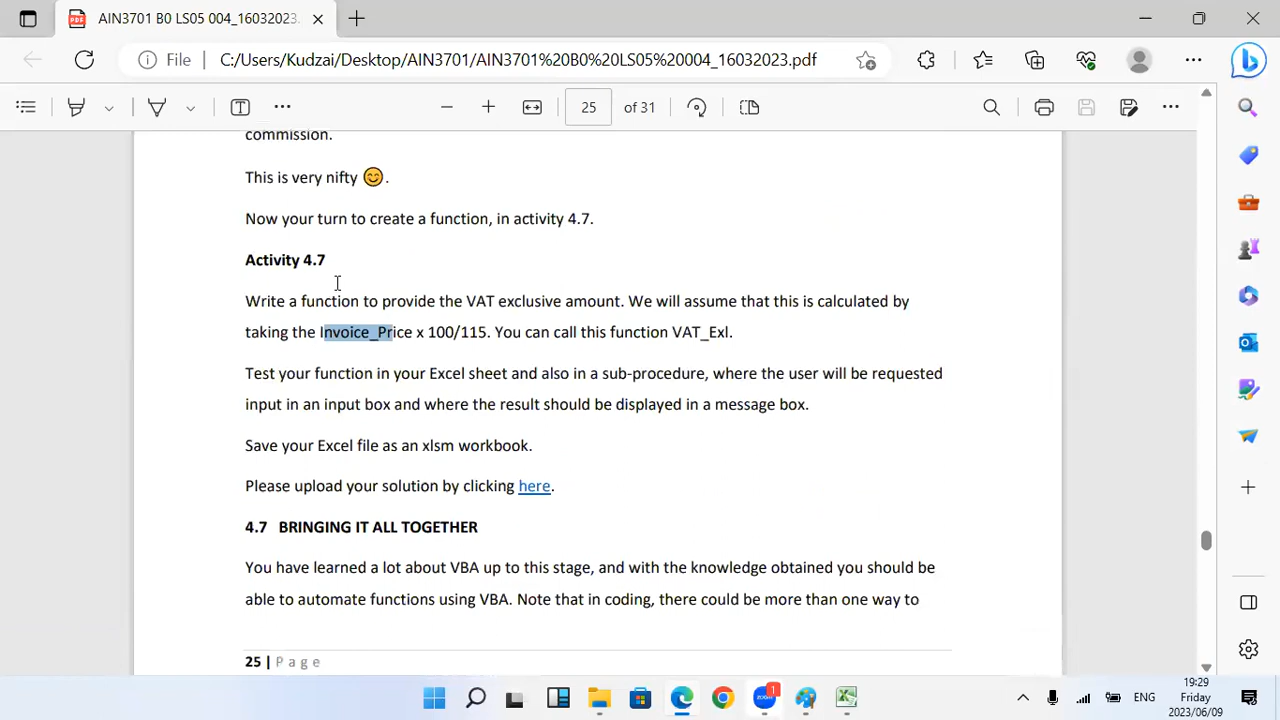 AIN3701 B0 LS05 004_16032023.
File C:/Users/Kudzai/Desktop/AIN3701/AIN3701%20B0%20LS05%20004_16032023.pdf
25 of 31
commission.
This is very nifty 😊.
Now your turn to create a function, in activity 4.7.
Activity 4.7
Write a function to provide the VAT exclusive amount. We will assume that this is calculated by
taking the Invoice_Price x 100/115. You can call this function VAT_Exl.
Test your function in your Excel sheet and also in a sub-procedure, where the user will be requested
input in an input box and where the result should be displayed in a message box.
Save your Excel file as an xlsm workbook.
Please upload your solution by clicking here.
4.7 BRINGING IT ALL TOGETHER
You have learned a lot about VBA up to this stage, and with the knowledge obtained you should be
able to automate functions using VBA. Note that in coding, there could be more than one way to
25 | Page
1
ENG
19:29
Friday
2023/06/09